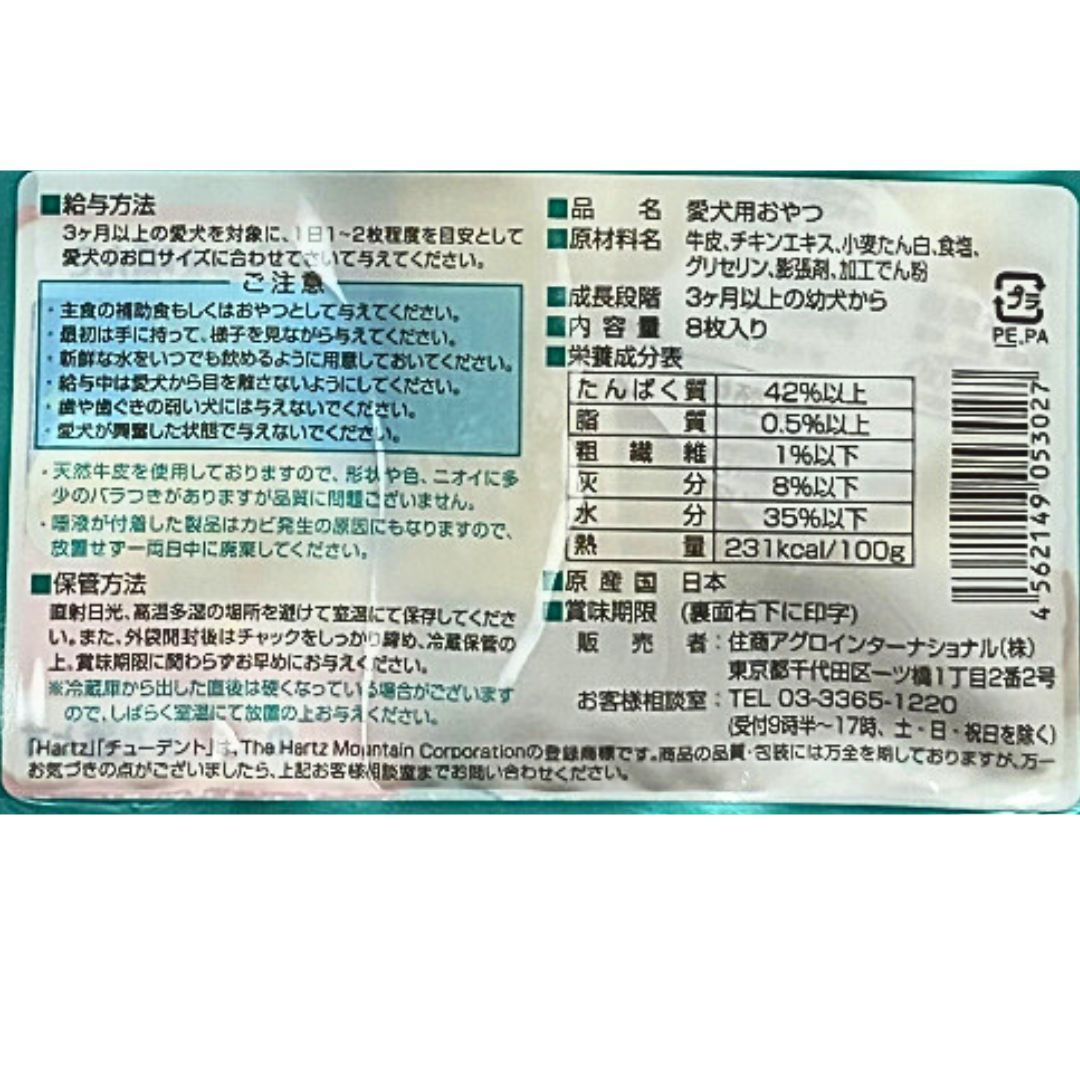 ■給与方法
3ヶ月以上の愛犬を対象に、1日1~2枚程度を目安として
愛犬のお口サイズに合わせてさいて与えてください。
ご注意
・主食の補助食もしくはおやつとして与えてください。
・最初は手に持って、様子を見ながら与えてください。
・新鮮な水をいつでも飲めるように用意しておいてください。
・給与中は愛犬から目を離さないようにしてください。
・歯や歯ぐきの弱い犬には与えないでください。
・愛犬が興奮した状態で与えないでください。
・天然牛皮を使用しておりますので、形状や色、ニオイに多
少のバラつきがありますが品質に問題ございません。
・唾液が付着した製品はカビ発生の原因にもなりますので、
放置せず一両日中に廃棄してください。
■保管方法
直射日光、高温多湿の場所を避けて室温にて保存してくださ
い。また、外袋開封後はチャックをしっかり締め、冷蔵保管の
上、賞味期限に関わらずお早めにお与えください。
※冷蔵庫から出した直後は硬くなっている場合がございます
ので、しばらく室温にて放置の上お与えください。
■品 名 愛犬用おやつ
■原材料名 牛皮、チキンエキス、小麦たん白、食塩、
グリセリン、膨張剤、加工でん粉
■成長段階 3ヶ月以上の幼犬から
■内容量 8枚入り
■栄養成分表
たんぱく質 42%以上
脂 質 0.5%以上
粗繊維 1%以下
灰 分 8%以下
水 分 35%以下
熱 量 231kcal/100g
■原産国 日本
■賞味期限 (裏面右下に印字)
販売者:住商アグロインターナショナル(株)
東京都千代田区一ツ橋1丁目2番2号
お客様相談室:TEL 03-3365-1220
(受付9時半~17時、土・日・祝日を除く)
プラ
PE,PA
4 562149 053027
「Hartz」「チューデント」は、The Hartz Mountain Corporationの登録商標です。商品の品質・包装には万全を期しておりますが、万一
お気づきの点がございましたら、上記お客様相談室までお問い合わせください。